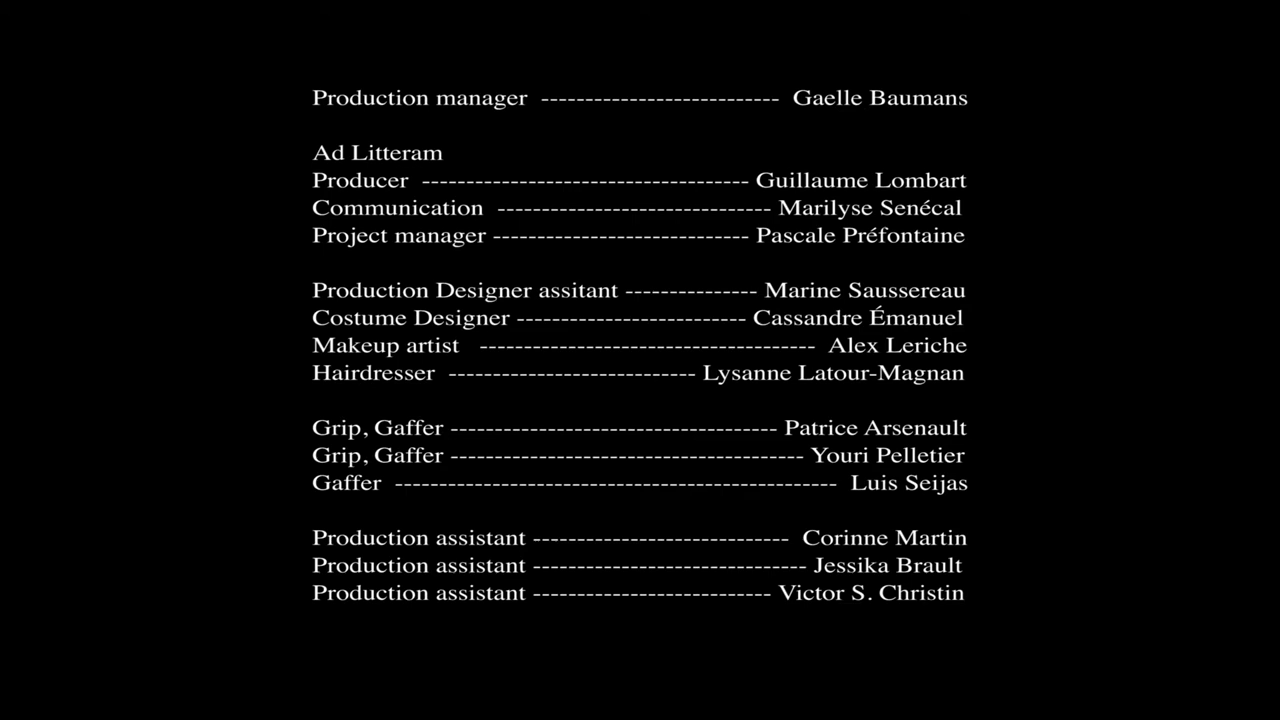 Production manager --------------------------- Gaelle Baumans
Ad Litteram
Producer ------------------------------------- Guillaume Lombart
Communication ------------------------------- Marilyse Senécal
Project manager ----------------------------- Pascale Préfontaine
Production Designer assitant --------------- Marine Saussereau
Costume Designer -------------------------- Cassandre Émanuel
Makeup artist -------------------------------------- Alex Leriche
Hairdresser ---------------------------- Lysanne Latour-Magnan
Grip, Gaffer ------------------------------------- Patrice Arsenault
Grip, Gaffer ---------------------------------------- Youri Pelletier
Gaffer -------------------------------------------------- Luis Seijas
Production assistant ----------------------------- Corinne Martin
Production assistant ------------------------------- Jessika Brault
Production assistant --------------------------- Victor S. Christin